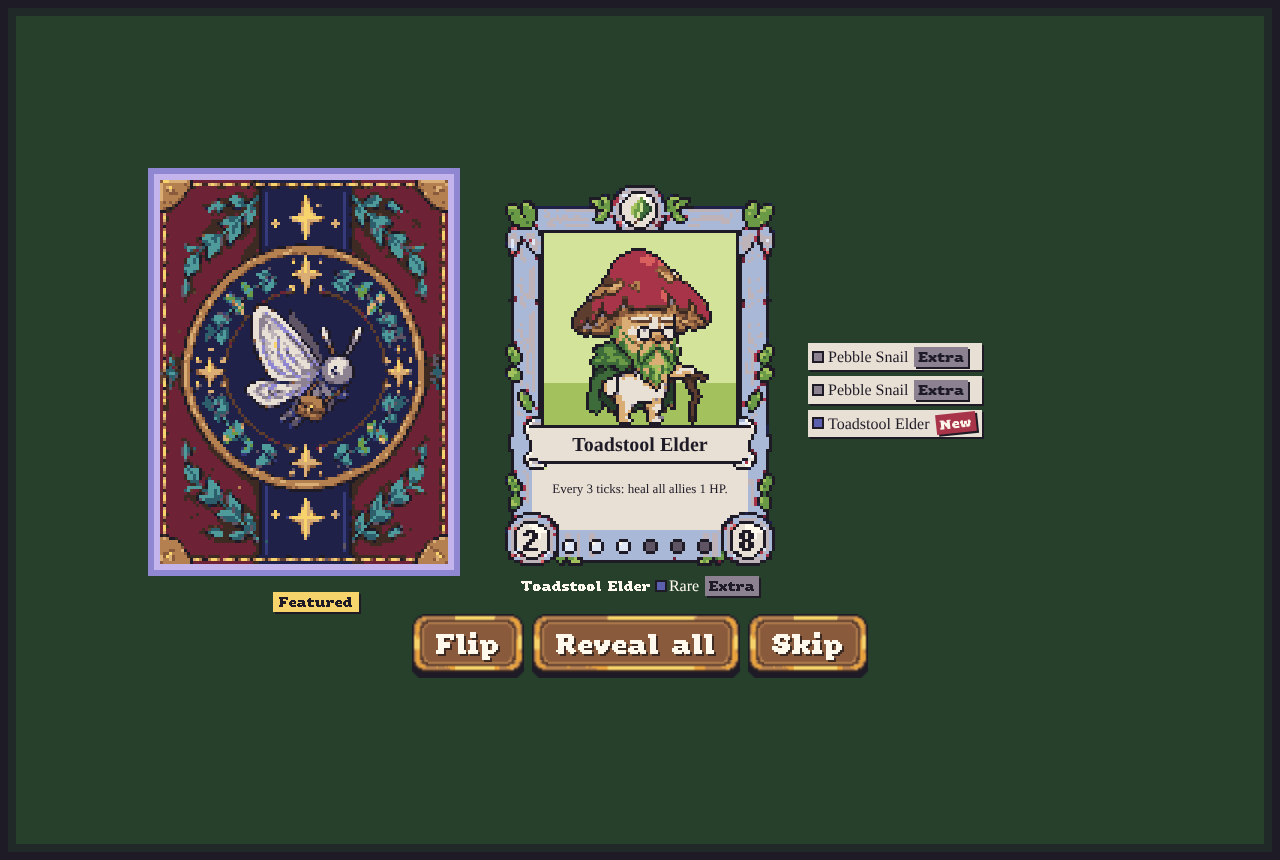 Featured
Toadstool Elder
Every 3 ticks: heal all allies 1 HP.
2
8
Toadstool Elder Rare Extra
Pebble Snail Extra
Pebble Snail Extra
Toadstool Elder New
Flip
Reveal all
Skip